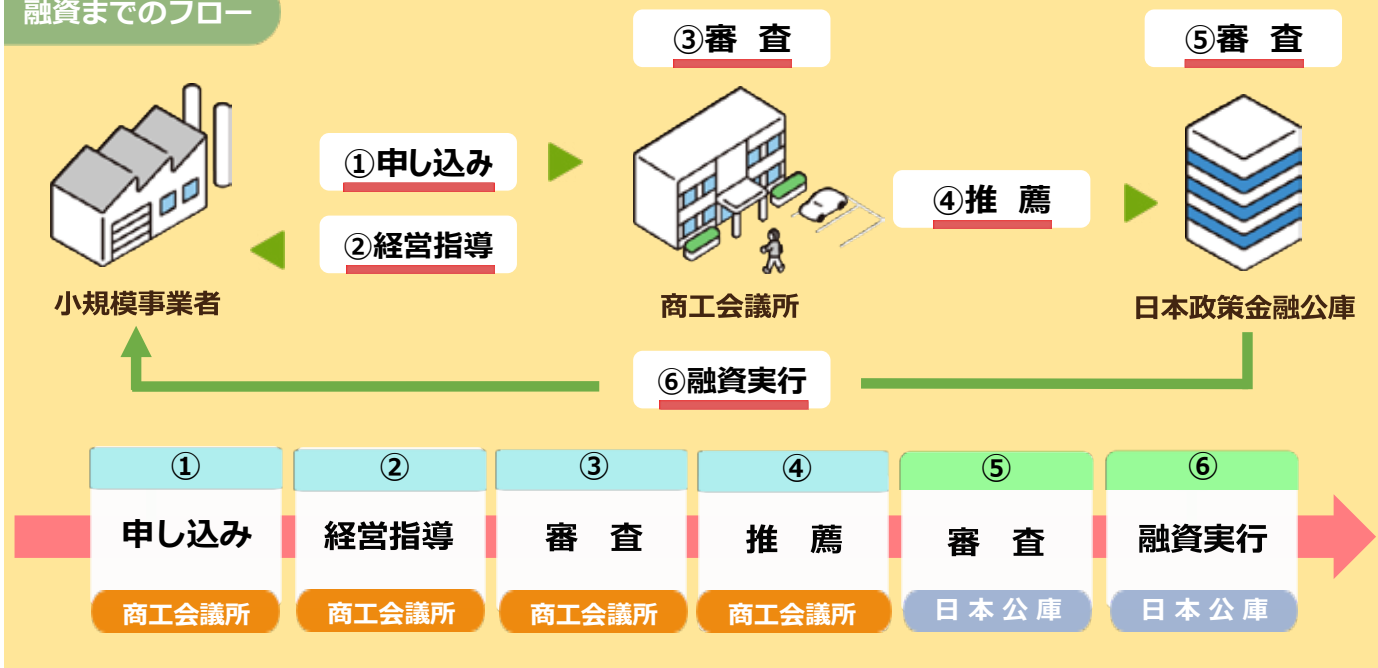 融資までのフロー
③審 査
⑤審 査
①申し込み
②経営指導
④推 薦
小規模事業者
商工会議所
日本政策金融公庫
⑥融資実行
① ② ③ ④ ⑤ ⑥
申し込み 経営指導 審 査 推 薦 審 査 融資実行
商工会議所 商工会議所 商工会議所 商工会議所 日本公庫 日本公庫